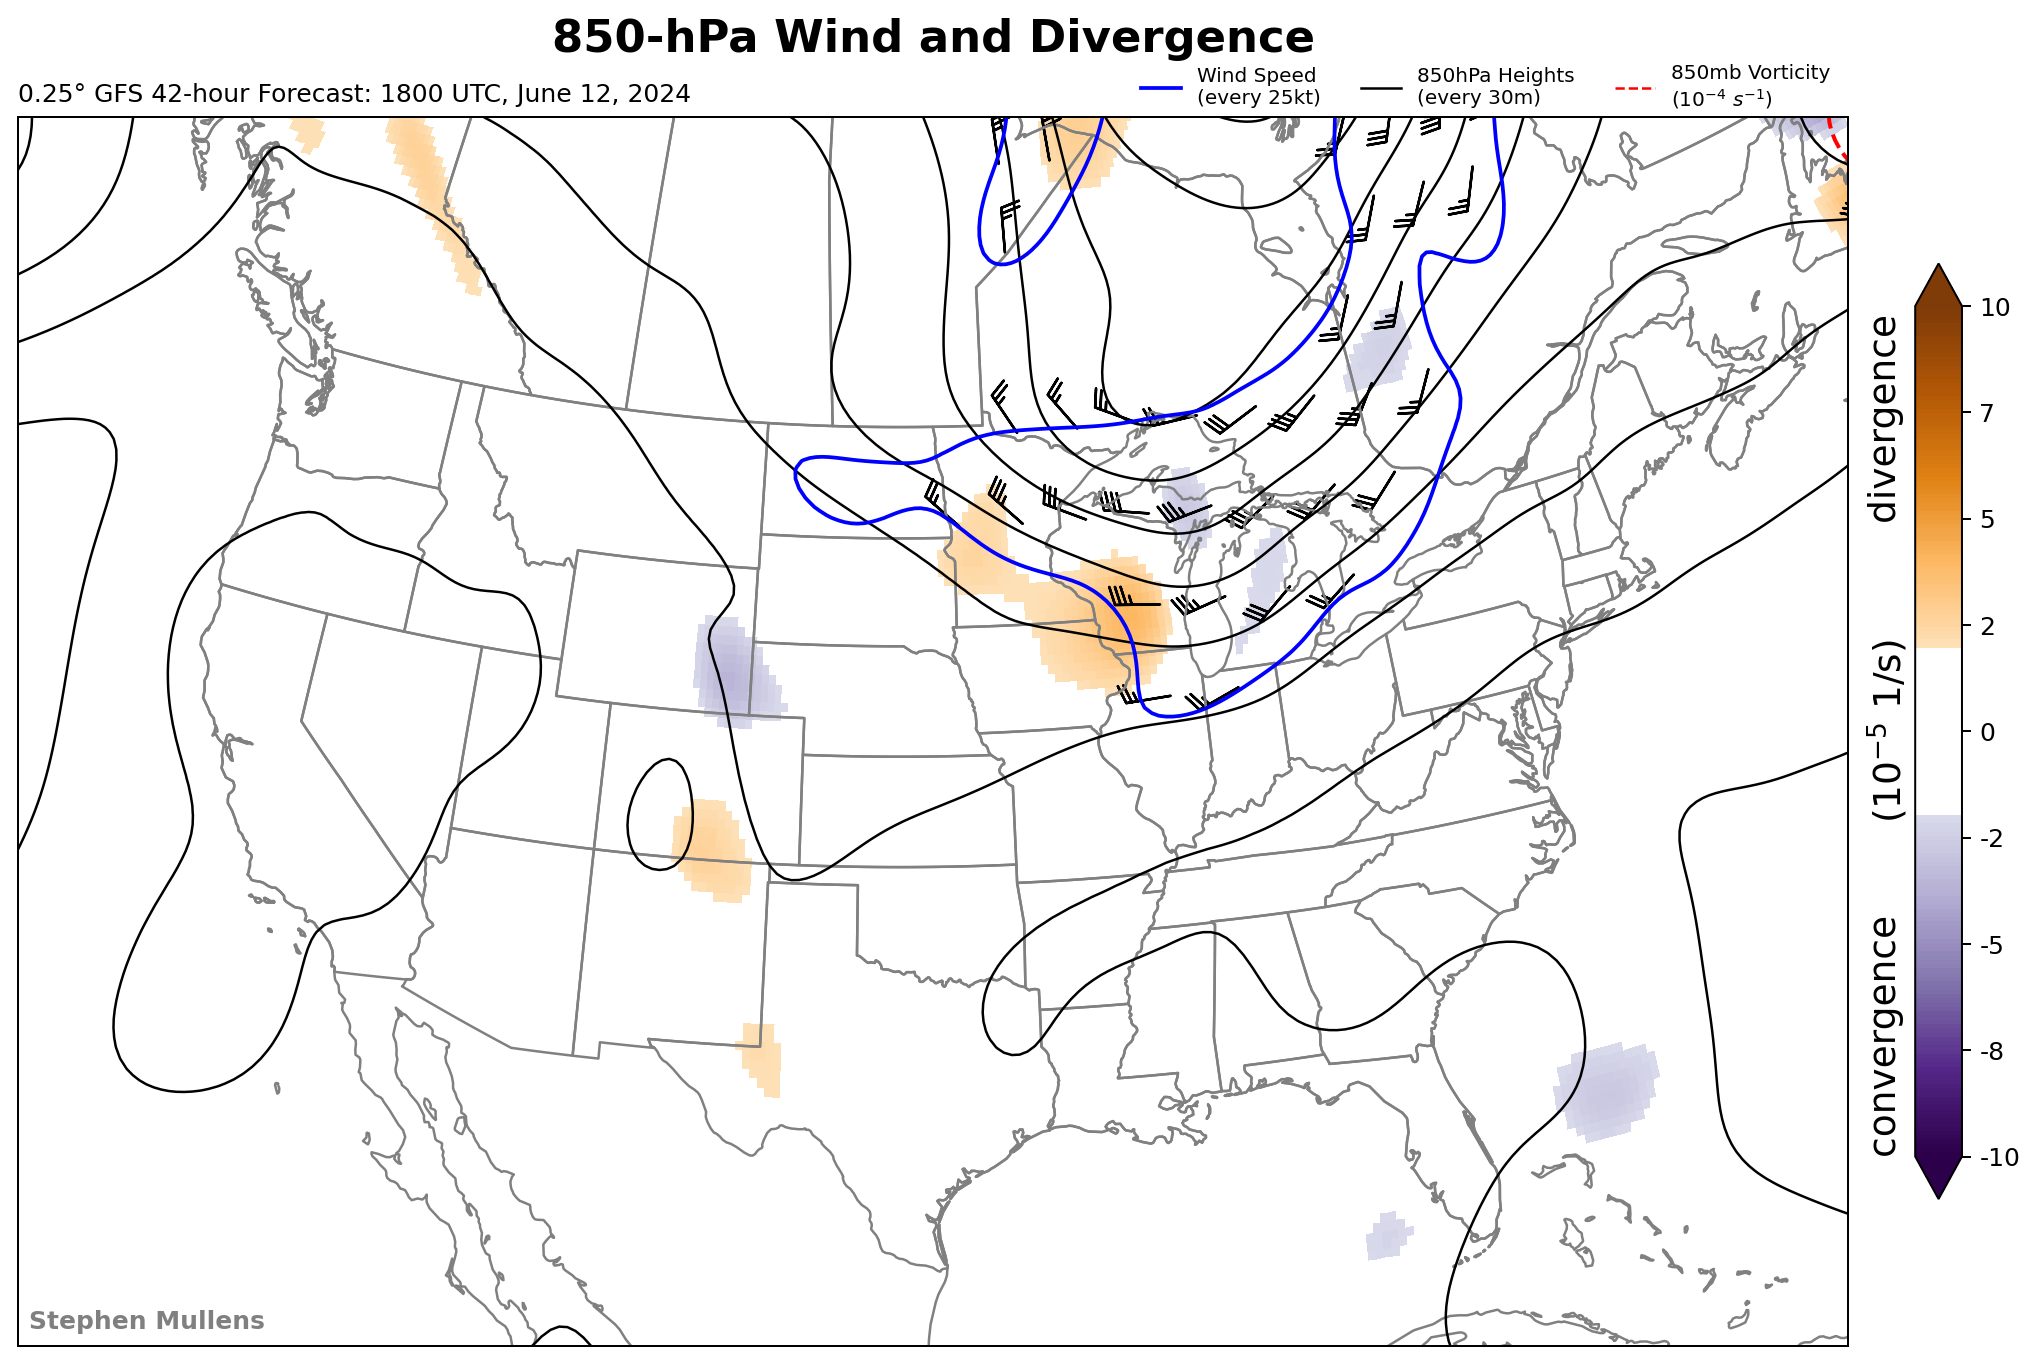 850-hPa Wind and Divergence
0.25° GFS 42-hour Forecast: 1800 UTC, June 12, 2024
Wind Speed
(every 25kt)
850hPa Heights
(every 30m)
850mb Vorticity
(10⁻⁴ s⁻¹)
10
7
5
2
0
-2
-5
-8
-10
convergence (10⁻⁵ 1/s) divergence
Stephen Mullens